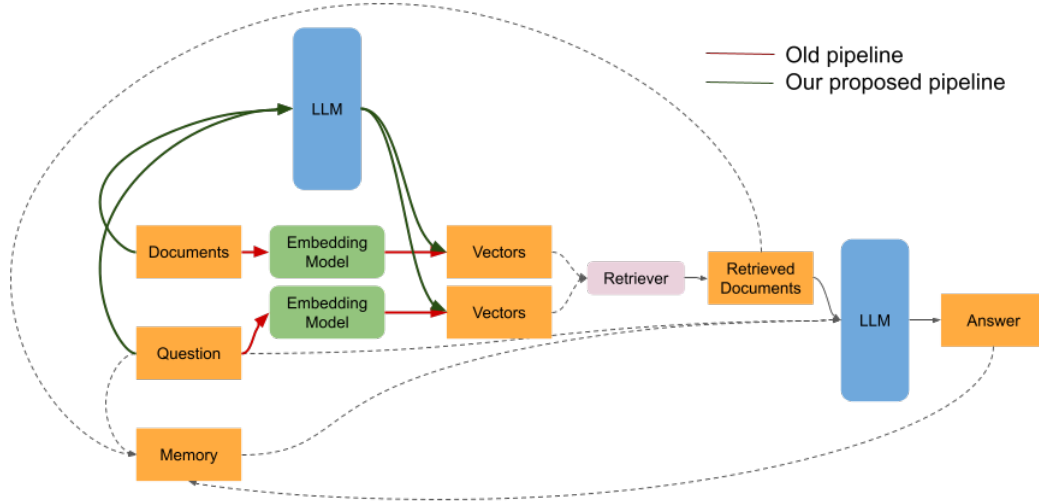 Old pipeline
Our proposed pipeline
LLM
Documents
Embedding
Model
Vectors
Retriever
Retrieved
Documents
Embedding
Model
Vectors
Question
LLM
Answer
Memory